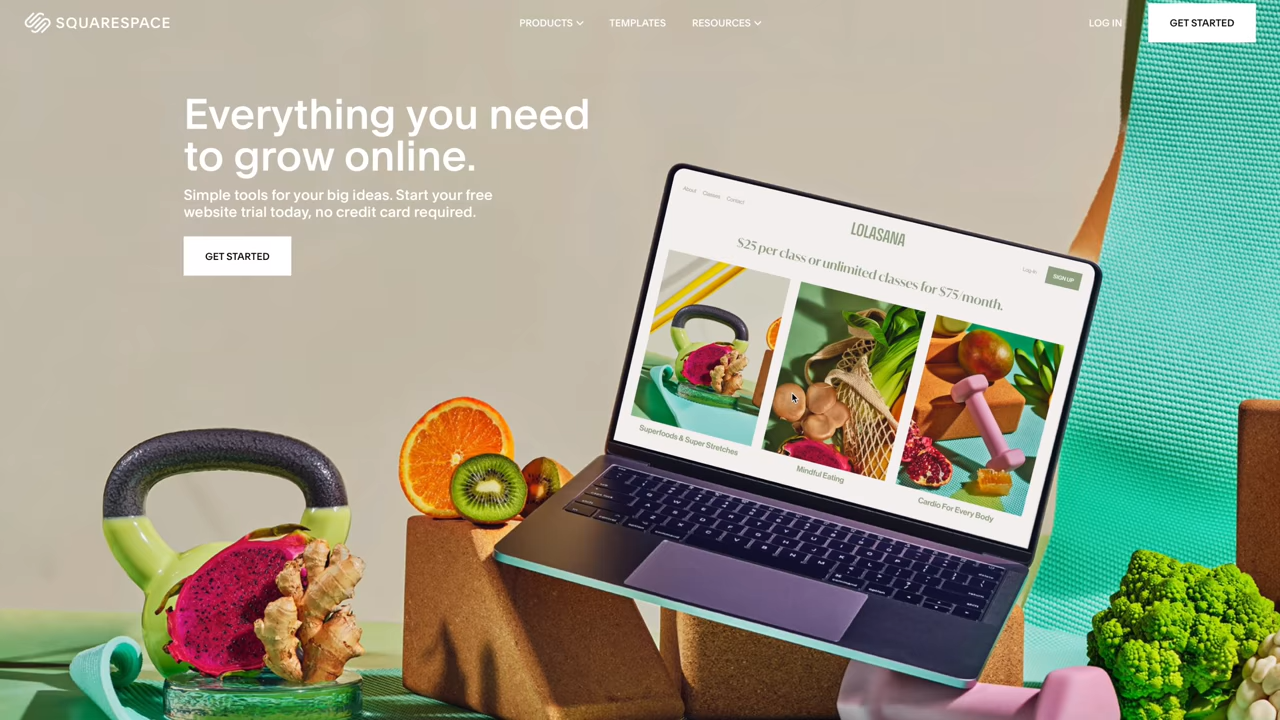 SQUARESPACE
PRODUCTS
TEMPLATES
RESOURCES
LOG IN
GET STARTED
Everything you need
to grow online.
Simple tools for your big ideas. Start your free
website trial today, no credit card required.
GET STARTED
About Classes Contact
LOLASANA
Log In
SIGN UP
$25 per class or unlimited classes for $75/month.
Superfoods & Super Stretches
Mindful Eating
Cardio For Every Body